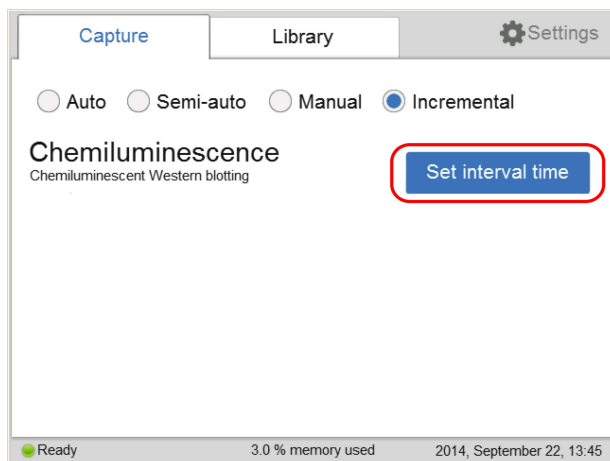 Capture
Library
Settings
Auto
Semi-auto
Manual
Incremental
Chemiluminescence
Chemiluminescent Western blotting
Set interval time
Ready
3.0 % memory used
2014, September 22, 13:45